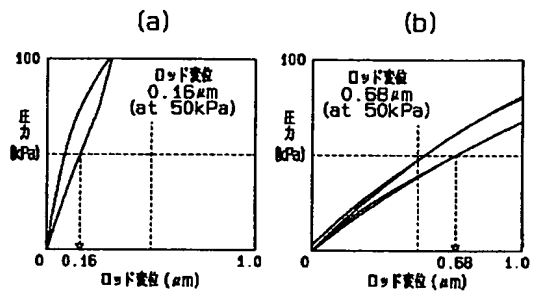 (a)
100
ロッド変位
0.16μm
(at 50kPa)
圧力
(kPa)
0
0.16
1.0
ロッド変位(μm)
(b)
100
ロッド変位
0.68μm
(at 50kPa)
圧力
(kPa)
0
0.68
1.0
ロッド変位(μm)